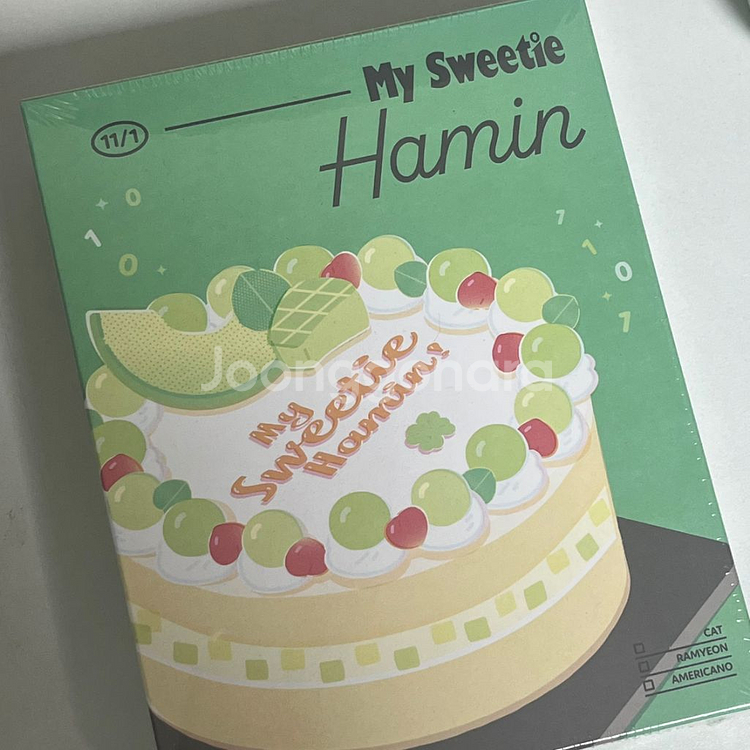 My Sweetie
11/1
Hamin
0
1
0
1
1
0
1
Joonggonara
My
Sweetie
Hamin!
CAT
RAMYEON
AMERICANO